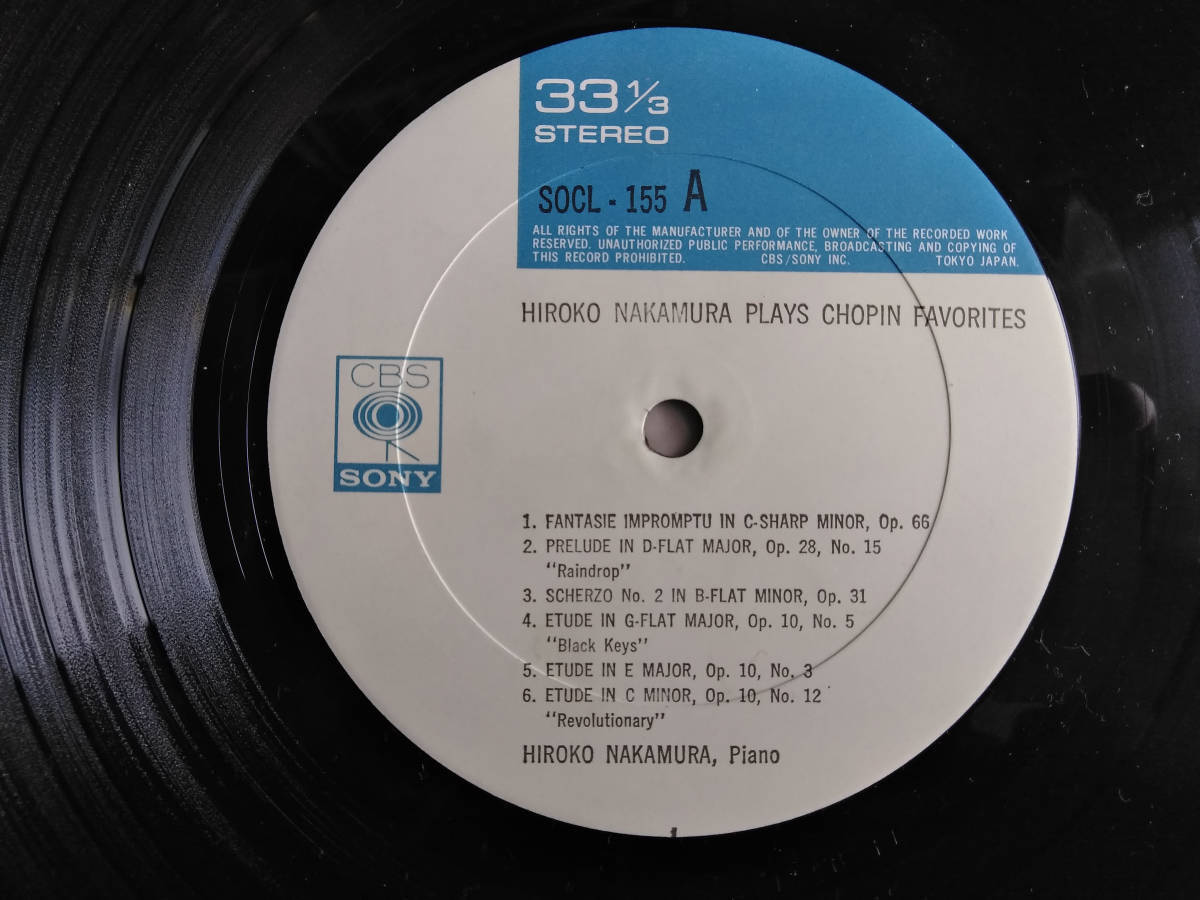 33 1/3
STEREO
SOCL - 155 A
ALL RIGHTS OF THE MANUFACTURER AND OF THE OWNER OF THE RECORDED WORK
RESERVED. UNAUTHORIZED PUBLIC PERFORMANCE, BROADCASTING AND COPYING OF
THIS RECORD PROHIBITED. CBS/SONY INC. TOKYO JAPAN.
HIROKO NAKAMURA PLAYS CHOPIN FAVORITES
CBS
SONY
1. FANTASIE IMPROMPTU IN C-SHARP MINOR, Op. 66
2. PRELUDE IN D-FLAT MAJOR, Op. 28, No. 15
"Raindrop"
3. SCHERZO No. 2 IN B-FLAT MINOR, Op. 31
4. ETUDE IN G-FLAT MAJOR, Op. 10, No. 5
"Black Keys"
5. ETUDE IN E MAJOR, Op. 10, No. 3
6. ETUDE IN C MINOR, Op. 10, No. 12
"Revolutionary"
HIROKO NAKAMURA, Piano